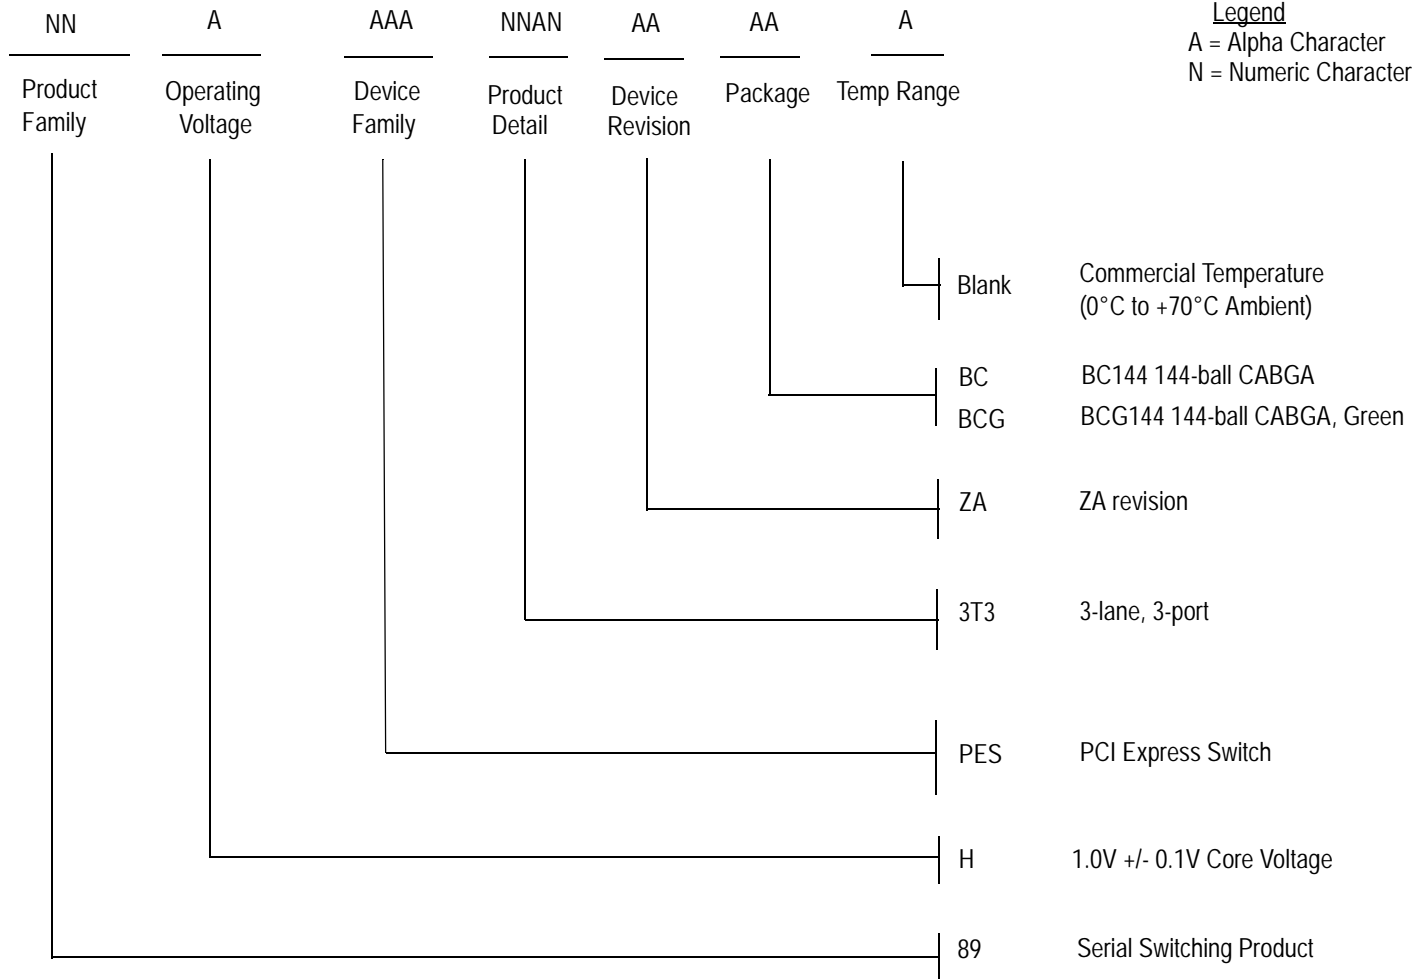 NN A AAA NNAN AA AA A
Legend
A = Alpha Character
N = Numeric Character
Product Family
Operating Voltage
Device Family
Product Detail
Device Revision
Package
Temp Range
Blank Commercial Temperature
(0°C to +70°C Ambient)
BC BC144 144-ball CABGA
BCG BCG144 144-ball CABGA, Green
ZA ZA revision
3T3 3-lane, 3-port
PES PCI Express Switch
H 1.0V +/- 0.1V Core Voltage
89 Serial Switching Product